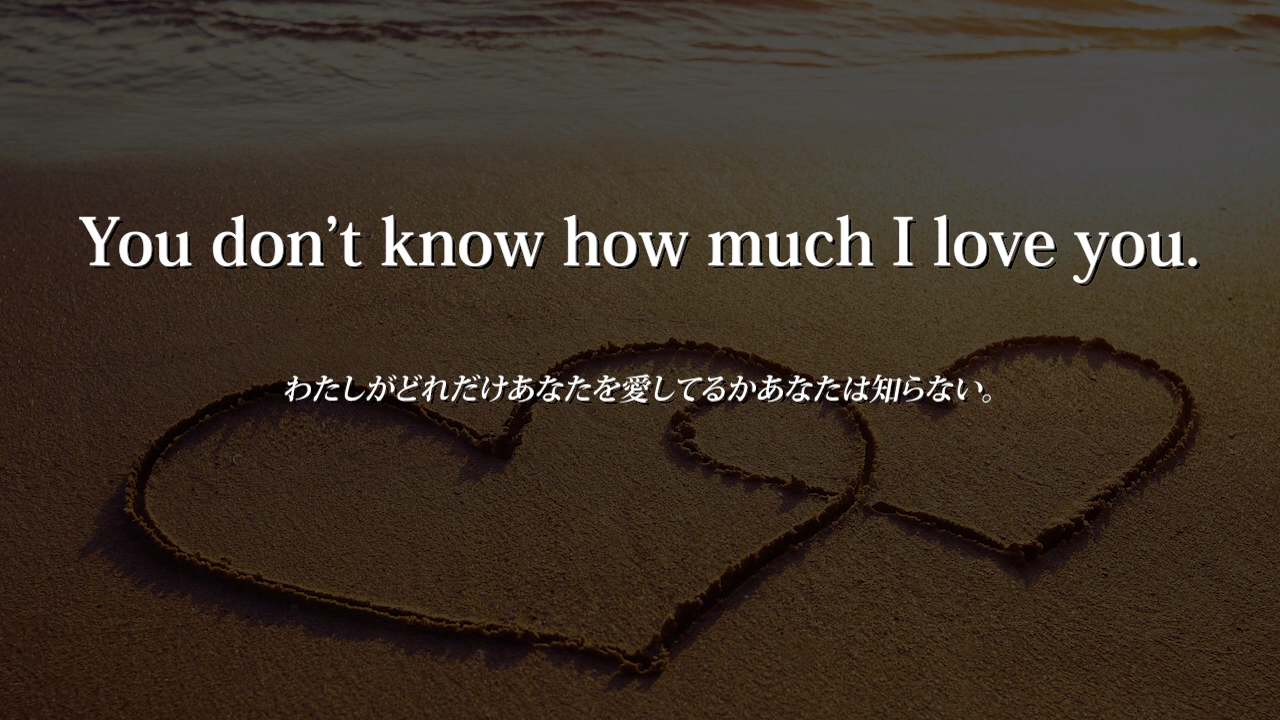 You don’t know how much I love you.
わたしがどれだけあなたを愛してるかあなたは知らない。